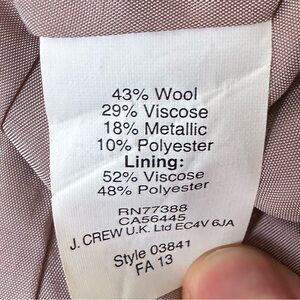 43% Wool
29% Viscose
18% Metallic
10% Polyester
Lining:
52% Viscose
48% Polyester
RN77388
CA56445
J. CREW U.K. Ltd EC4V 6JA
Style 03841
FA 13